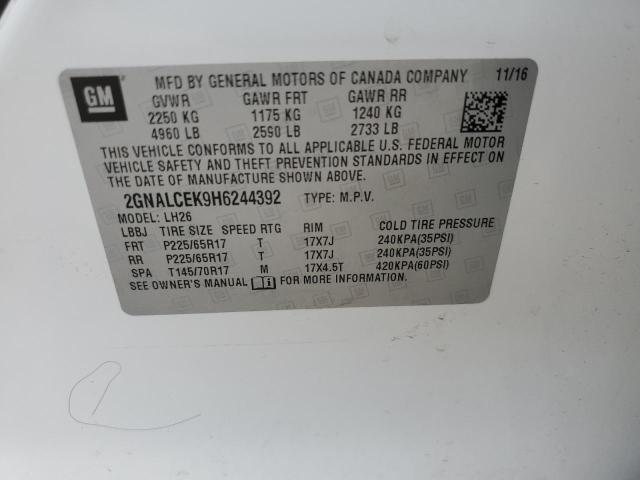 GM MFD BY GENERAL MOTORS OF CANADA COMPANY 11/16
GVWR GAWR FRT GAWR RR
2250 KG 1175 KG 1240 KG
4960 LB 2590 LB 2733 LB
THIS VEHICLE CONFORMS TO ALL APPLICABLE U.S. FEDERAL MOTOR
VEHICLE SAFETY AND THEFT PREVENTION STANDARDS IN EFFECT ON
THE DATE OF MANUFACTURE SHOWN ABOVE.
2GNALCEK9H6244392 TYPE: M.P.V.
MODEL: LH26
LBBJ TIRE SIZE SPEED RTG RIM COLD TIRE PRESSURE
FRT P225/65R17 T 17X7J 240KPA(35PSI)
RR P225/65R17 T 17X7J 240KPA(35PSI)
SPA T145/70R17 M 17X4.5T 420KPA(60PSI)
SEE OWNER'S MANUAL FOR MORE INFORMATION.